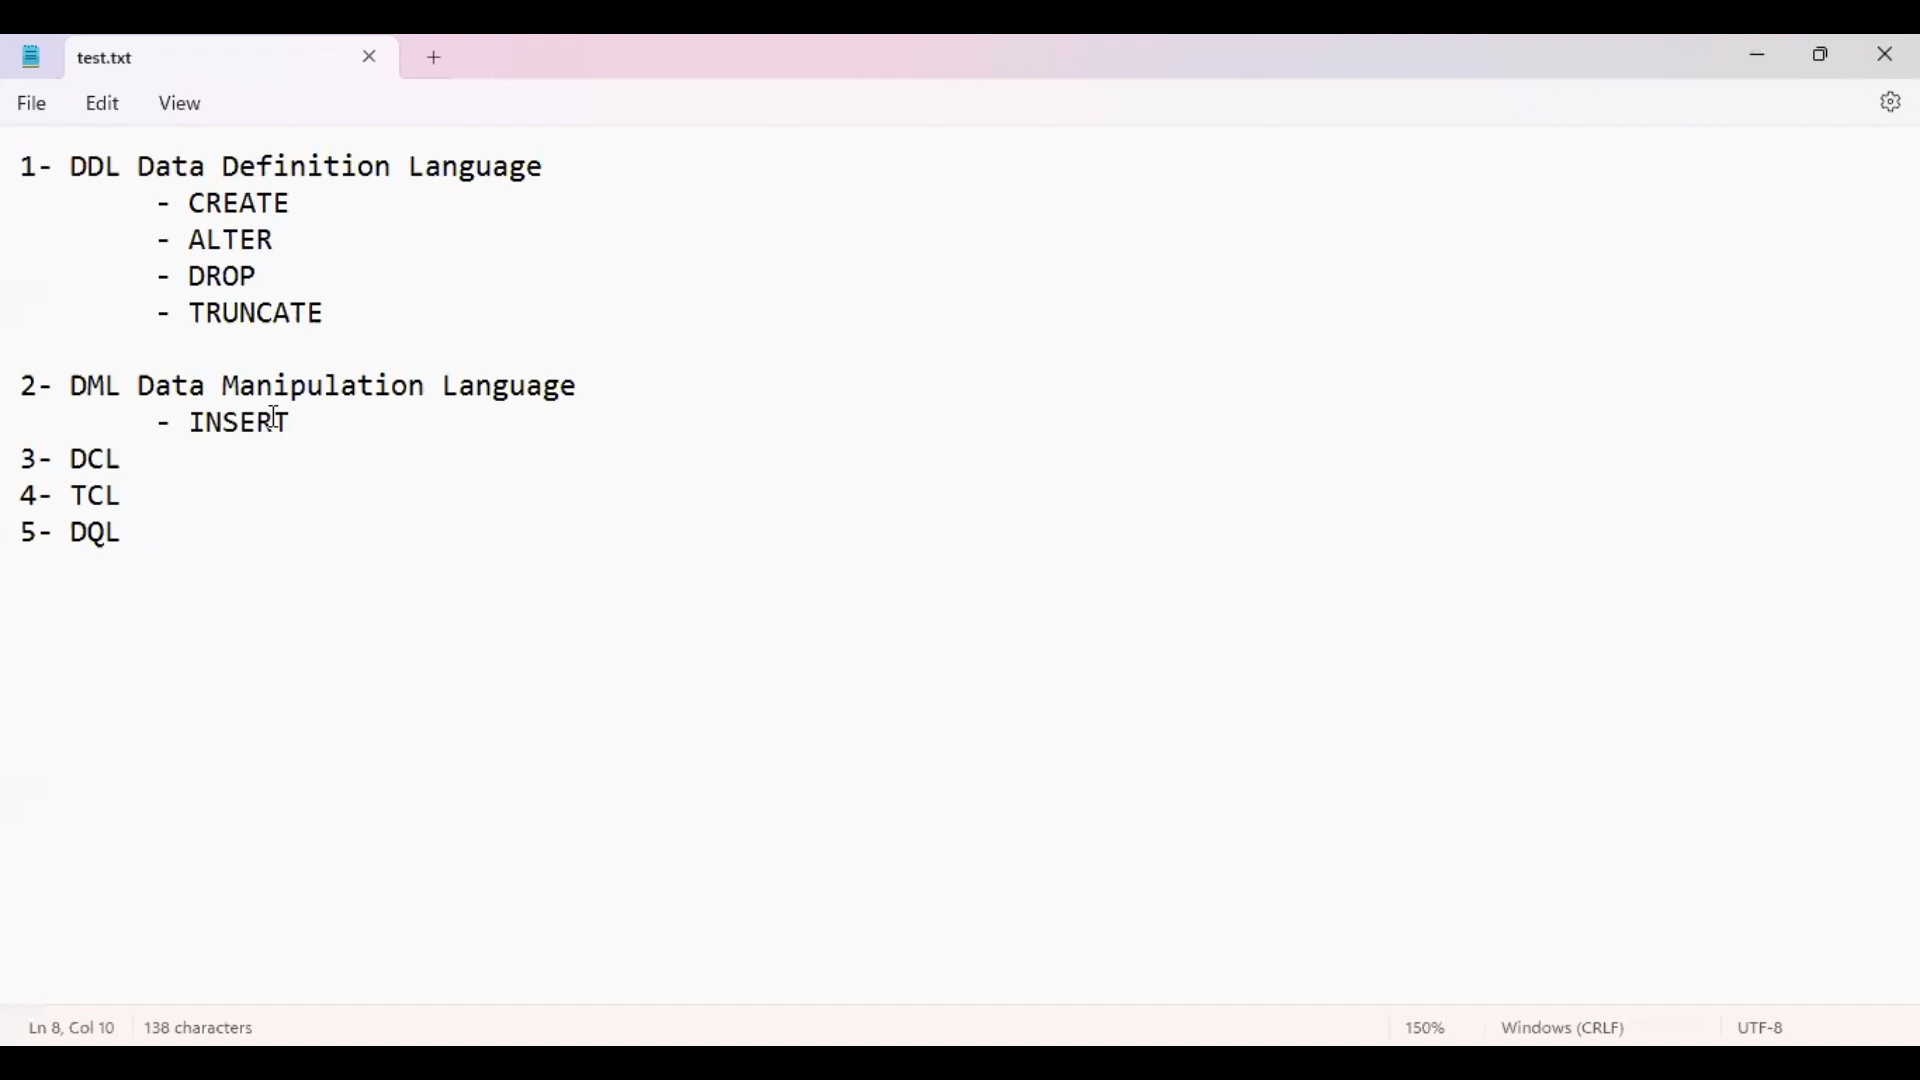 test.txt
File Edit View
1- DDL Data Definition Language
- CREATE
- ALTER
- DROP
- TRUNCATE
2- DML Data Manipulation Language
- INSERT
3- DCL
4- TCL
5- DQL
Ln 8, Col 10 138 characters 150% Windows (CRLF) UTF-8